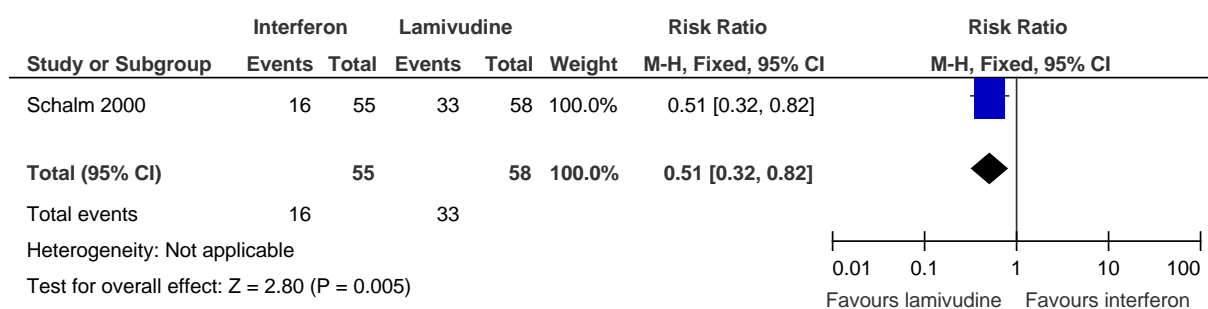 Interferon Lamivudine Risk Ratio Risk Ratio
Study or Subgroup Events Total Events Total Weight M-H, Fixed, 95% CI M-H, Fixed, 95% CI
Schalm 2000 16 55 33 58 100.0% 0.51 [0.32, 0.82]
Total (95% CI) 55 58 100.0% 0.51 [0.32, 0.82]
Total events 16 33
Heterogeneity: Not applicable
Test for overall effect: Z = 2.80 (P = 0.005)
0.01 0.1 1 10 100
Favours lamivudine Favours interferon